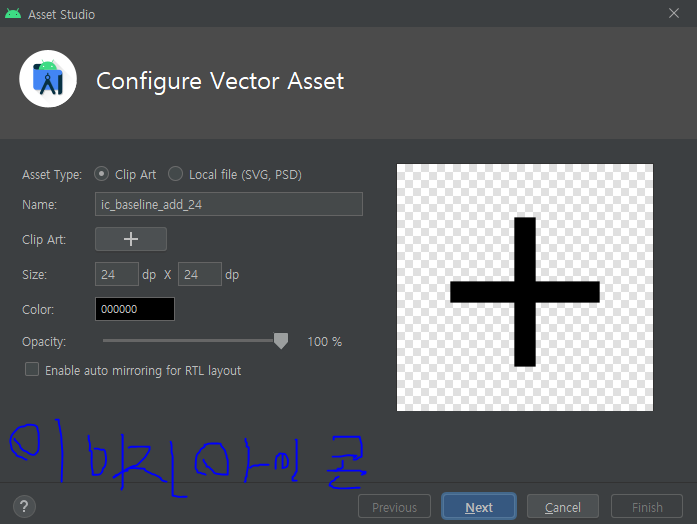 Asset Studio
Configure Vector Asset
Asset Type: Clip Art Local file (SVG, PSD)
Name: ic_baseline_add_24
Clip Art:
Size: 24 dp X 24 dp
Color: 000000
Opacity: 100 %
Enable auto mirroring for RTL layout
이 마진아이콘
? Previous Next Cancel Finish